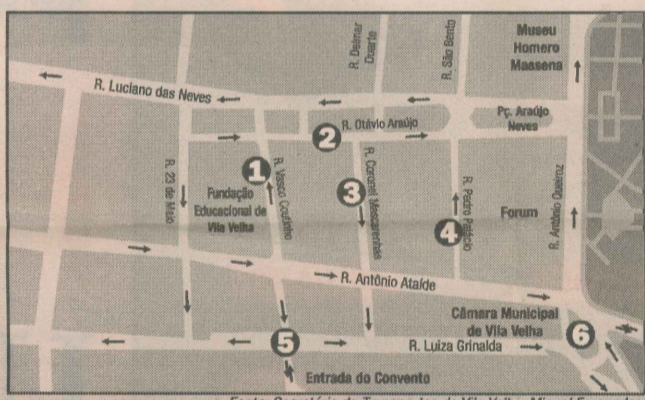 Museu
Homero
Massena
R. Delmar
Duarte
R. São Bento
R. Luciano das Neves
Pç. Araújo
Neves
2
R. Otávio Araújo
1
R. 23 de Maio
R. Vasco Coutinho
3
R. Coronel Mascarenhas
Fundação
Educacional de
Vila Velha
4
R. Pedro Palácio
Forum
R. Antônio Queiroz
R. Antônio Ataíde
Câmara Municipal
de Vila Velha
6
5
R. Luiza Grinalda
Entrada do Convento